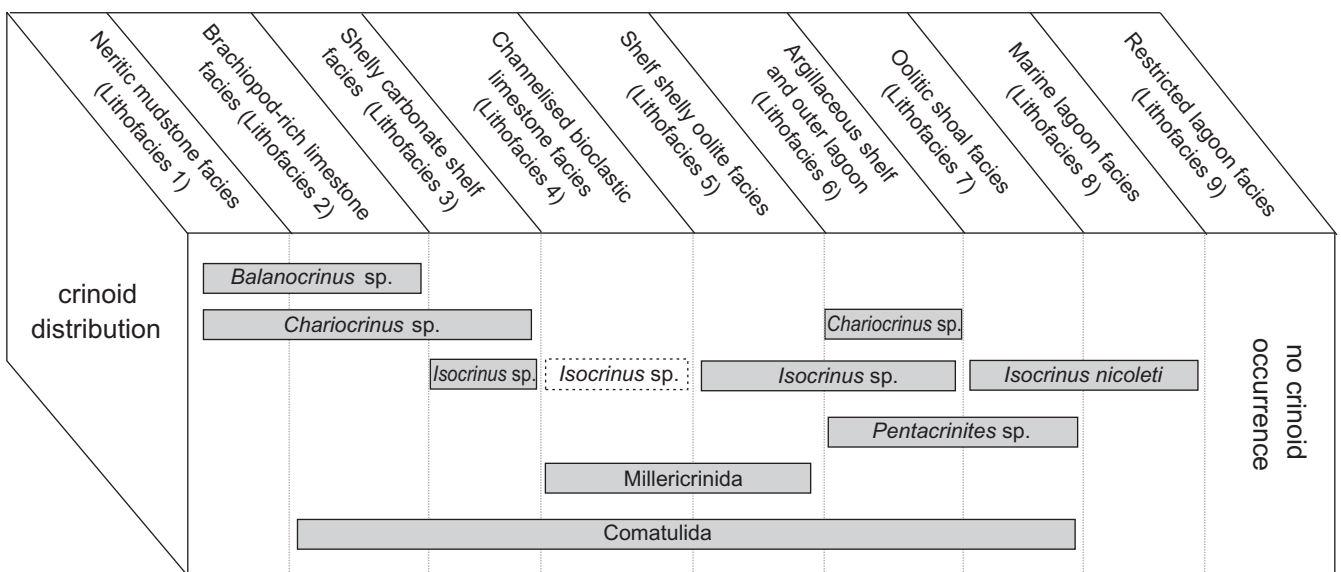 Neritic mudstone facies
(Lithofacies 1)
Brachiopod-rich limestone
facies (Lithofacies 2)
Shelly carbonate shelf
facies (Lithofacies 3)
Channelised bioclastic
limestone facies
(Lithofacies 4)
Shelf shelly oolite facies
(Lithofacies 5)
Argillaceous shelf
and outer lagoon
(Lithofacies 6)
Oolitic shoal facies
(Lithofacies 7)
Marine lagoon facies
(Lithofacies 8)
Restricted lagoon facies
(Lithofacies 9)
crinoid
distribution
Balanocrinus sp.
Chariocrinus sp.
Chariocrinus sp.
Isocrinus sp.
Isocrinus sp.
Isocrinus sp.
Isocrinus nicoleti
Pentacrinites sp.
Millericrinida
Comatulida
no crinoid
occurrence